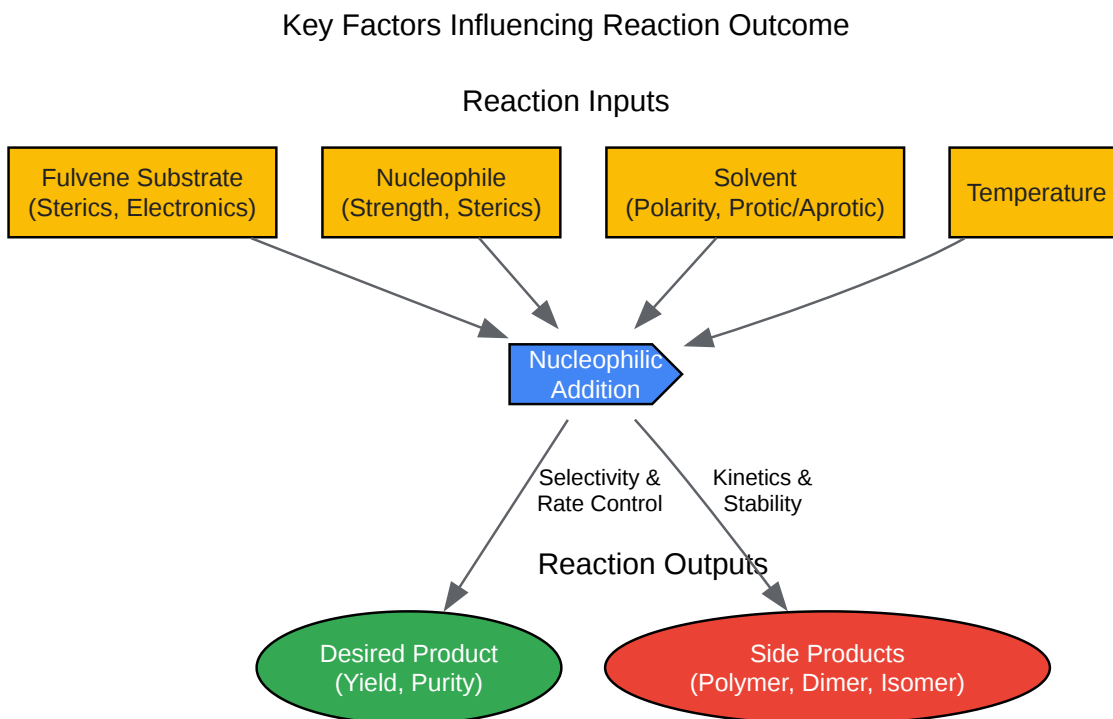 Key Factors Influencing Reaction Outcome
Reaction Inputs
Fulvene Substrate
(Sterics, Electronics)
Nucleophile
(Strength, Sterics)
Solvent
(Polarity, Protic/Aprotic)
Temperature
Nucleophilic
Addition
Selectivity &
Rate Control
Kinetics &
Stability
Reaction Outputs
Desired Product
(Yield, Purity)
Side Products
(Polymer, Dimer, Isomer)